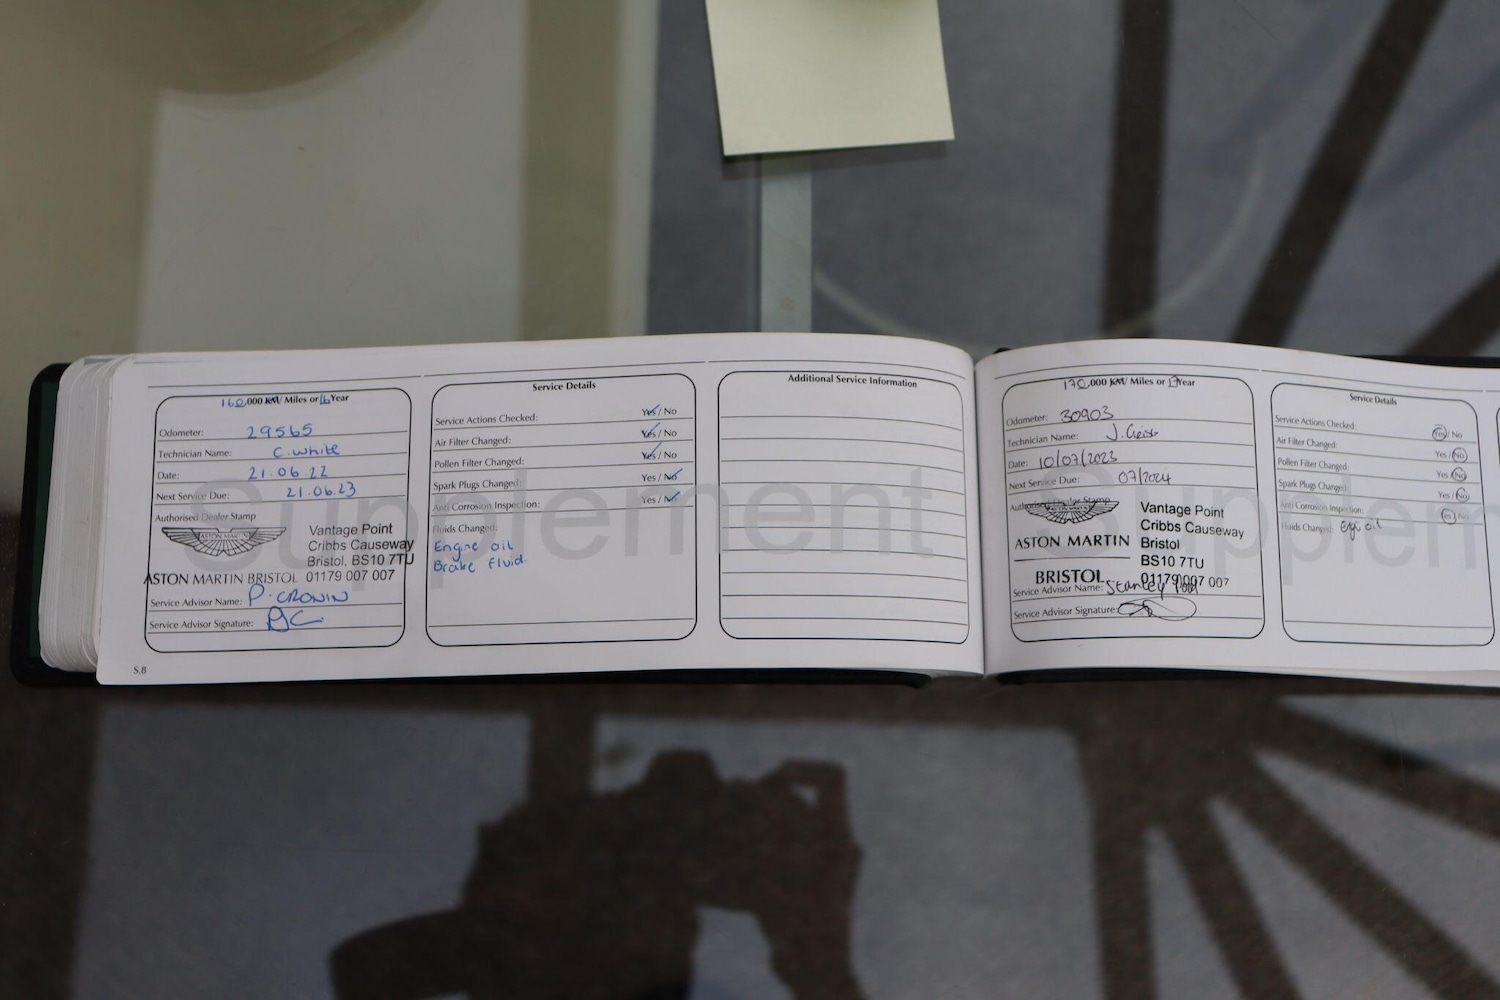 160,000 KM/ Miles or 16 Year
Odometer: 29565
Technician Name: C. White
Date: 21.06.22
Next Service Due: 21.06.23
Authorised Dealer Stamp
ASTON MARTIN
Vantage Point
Cribbs Causeway
Bristol, BS10 7TU
ASTON MARTIN BRISTOL 01179 007 007
Service Advisor Name: P. CRONIN
Service Advisor Signature:
S.8
Service Details
Service Actions Checked: Yes / No
Air Filter Changed: Yes / No
Pollen Filter Changed: Yes / No
Spark Plugs Changed: Yes / No
Anti Corrosion Inspection: Yes / No
Fluids Changed:
Engine oil
Brake fluid
Additional Service Information
Supplement
170,000 KM/ Miles or 17 Year
Odometer: 30903
Technician Name: J.
Date: 10/07/2023
Next Service Due: 07/2024
Authorised Dealer Stamp
ASTON MARTIN
BRISTOL
Vantage Point
Cribbs Causeway
Bristol
BS10 7TU
01179 007 007
Service Advisor Name: Stanley
Service Advisor Signature:
Service Details
Service Actions Checked: Yes / No
Air Filter Changed: Yes / No
Pollen Filter Changed: Yes / No
Spark Plugs Changed: Yes / No
Anti Corrosion Inspection: Yes / No
Fluids Changed: oil
Supplem